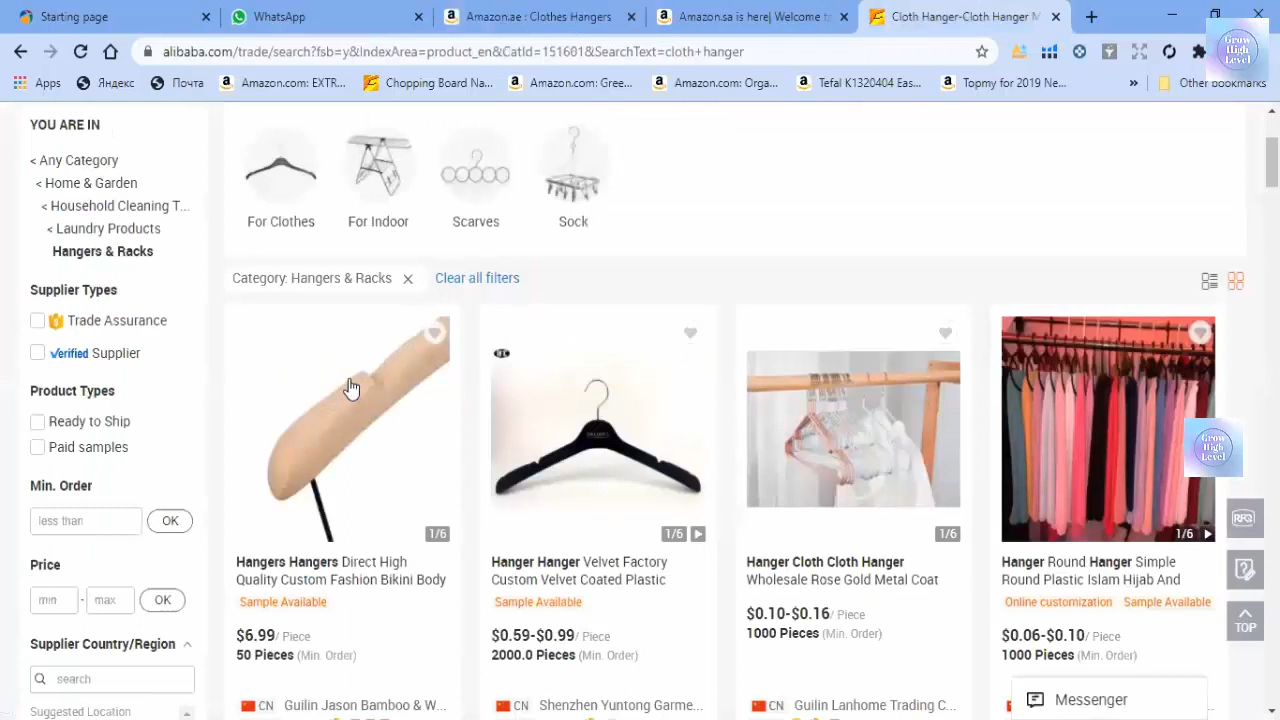 WhatsApp
Amazon.ae : Clothes Hangers
Amazon.sa is here| Welcome t
Cloth Hanger-Cloth Hanger M
alibaba.com/trade/search?fsb=y&IndexArea=product_en&CatId=151601&SearchText=cloth+hanger
Apps
Яндекс
Почта
Amazon.com: EXTR...
Chopping Board Na...
Amazon.com: Gree...
Amazon.com: Orga...
Tefal K1320404 Eas...
Topmy for 2019 Ne...
»
Other bookmarks
Grow
High
Level
YOU ARE IN
< Any Category
< Home & Garden
< Household Cleaning T...
< Laundry Products
Hangers & Racks
Supplier Types
Trade Assurance
Verified Supplier
Product Types
Ready to Ship
Paid samples
Min. Order
less than
OK
Price
min
-
max
OK
Supplier Country/Region
search
Suggested Location
For Clothes
For Indoor
Scarves
Sock
Category: Hangers & Racks
Clear all filters
1/6
Hangers Hangers Direct High
Quality Custom Fashion Bikini Body
Sample Available
$6.99/ Piece
50 Pieces (Min. Order)
CN Guilin Jason Bamboo & W...
1/6
Hanger Hanger Velvet Factory
Custom Velvet Coated Plastic
Sample Available
$0.59-$0.99/ Piece
2000.0 Pieces (Min. Order)
CN Shenzhen Yuntong Garme...
1/6
Hanger Cloth Cloth Hanger
Wholesale Rose Gold Metal Coat
$0.10-$0.16/ Piece
1000 Pieces (Min. Order)
CN Guilin Lanhome Trading C...
1/6
Hanger Round Hanger Simple
Round Plastic Islam Hijab And
Online customization Sample Available
$0.06-$0.10/ Piece
1000 Pieces (Min. Order)
Grow
High
Level
RFQ
TOP
Messenger